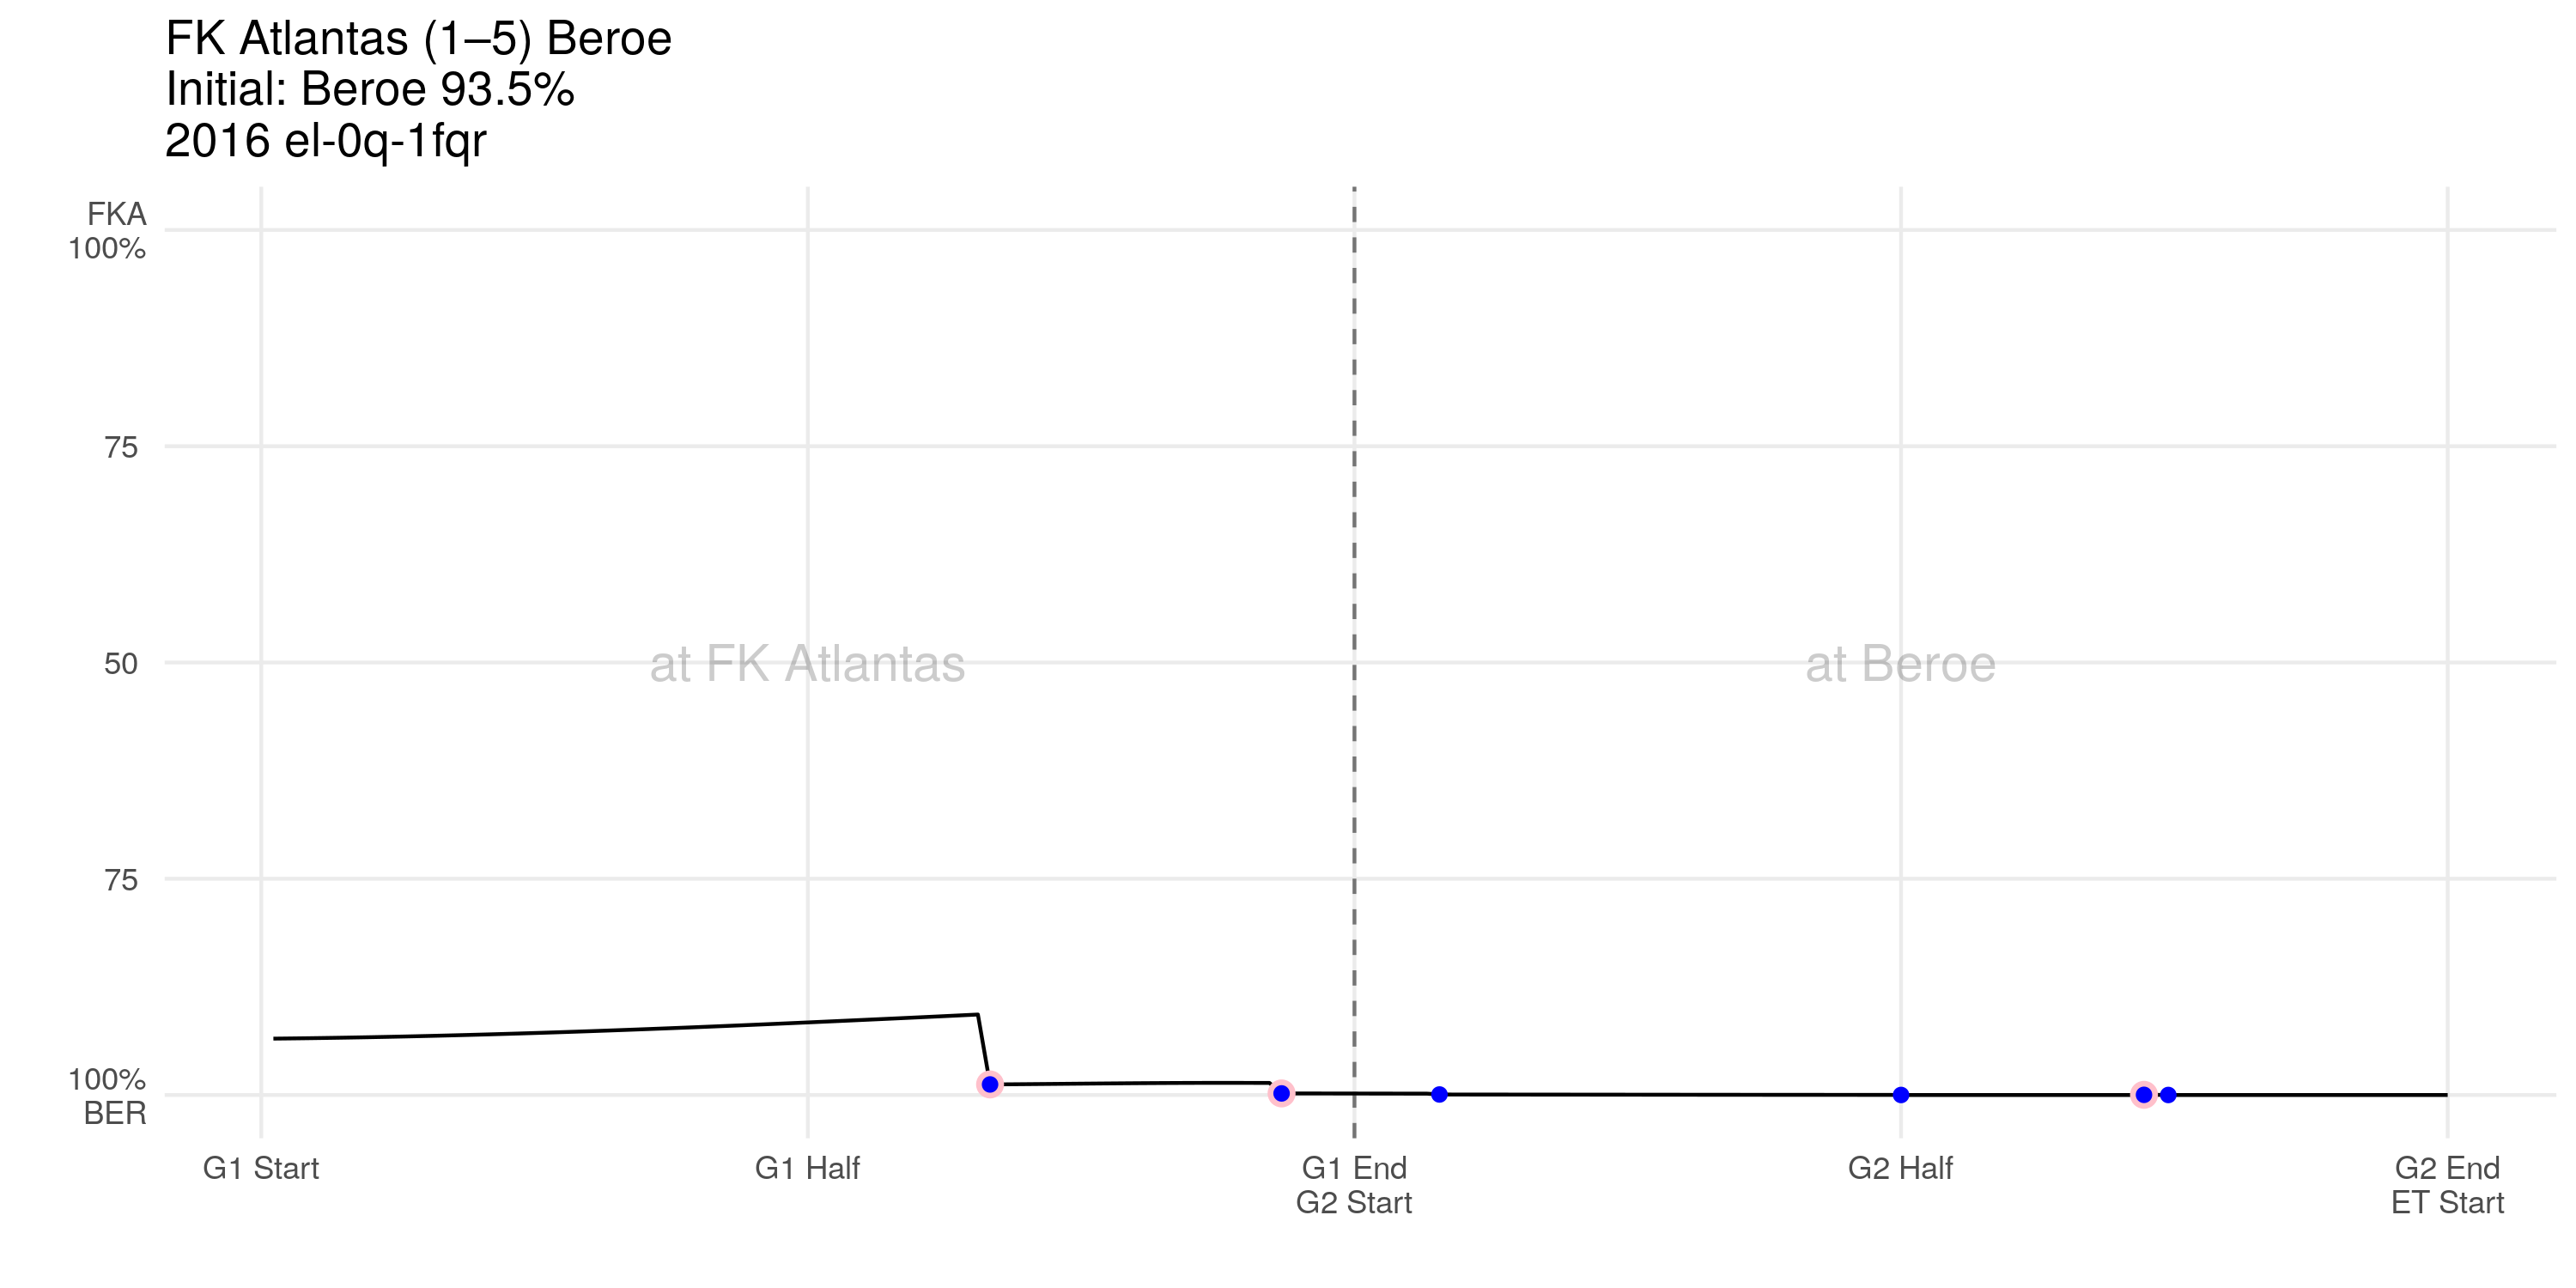 FK Atlantas (1–5) Beroe
Initial: Beroe 93.5%
2016 el-0q-1fqr
FKA
100%
75
50
75
100%
BER
at FK Atlantas
at Beroe
G1 Start
G1 Half
G1 End
G2 Start
G2 Half
G2 End
ET Start